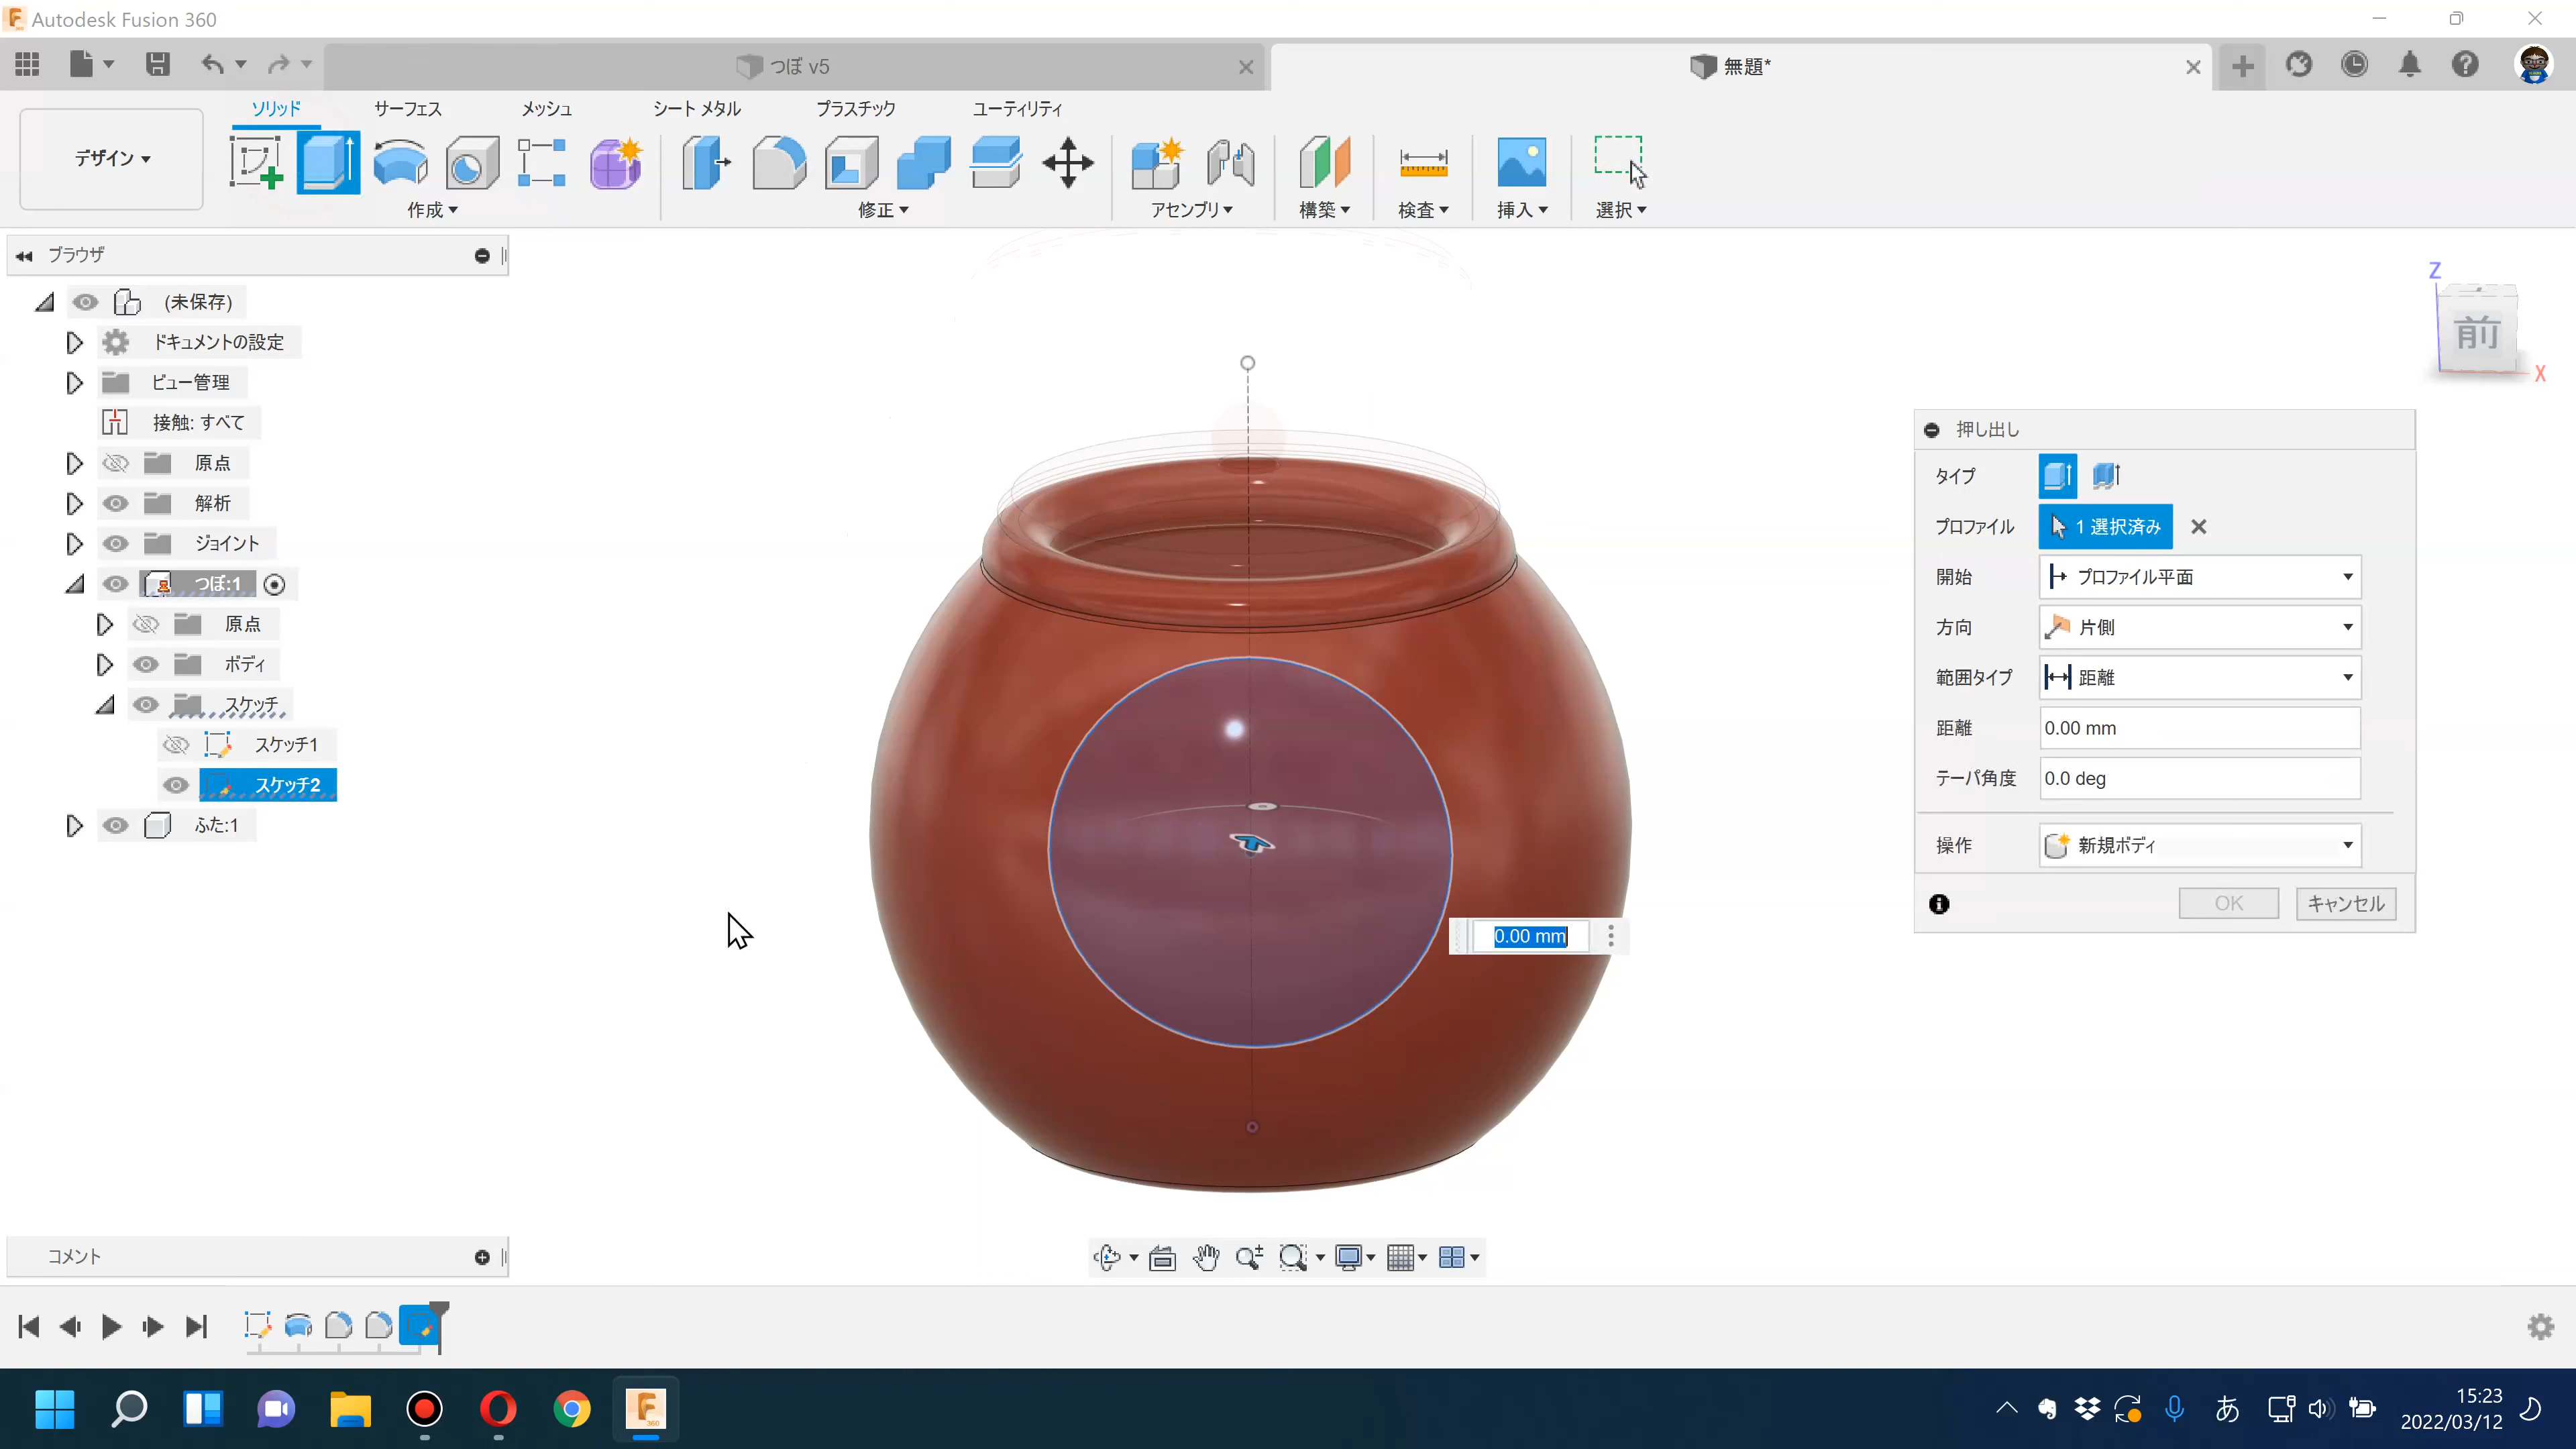 Autodesk Fusion 360
つぼ v5
無題*
ソリッド
サーフェス
メッシュ
シート メタル
プラスチック
ユーティリティ
デザイン
作成
修正
アセンブリ
構築
検査
挿入
選択
ブラウザ
(未保存)
ドキュメントの設定
ビュー管理
接触: すべて
原点
解析
ジョイント
つぼ:1
原点
ボディ
スケッチ
スケッチ1
スケッチ2
ふた:1
Z
前
X
押し出し
タイプ
プロファイル
1 選択済み
開始
プロファイル平面
方向
片側
範囲タイプ
距離
距離
0.00 mm
テーパ角度
0.0 deg
操作
新規ボディ
OK
キャンセル
0.00 mm
コメント
F
360
あ
15:23
2022/03/12